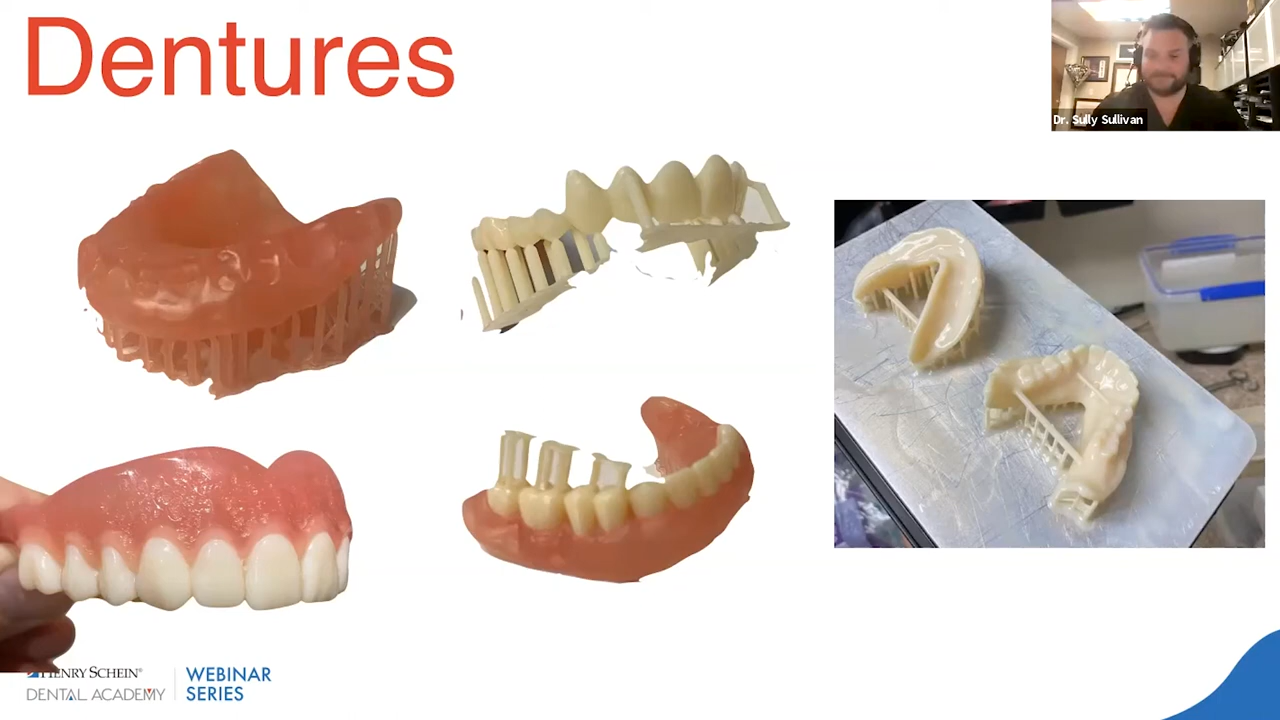 Dentures
Dr. Sully Sullivan
HENRY SCHEIN®
DENTAL ACADEMY
WEBINAR
SERIES